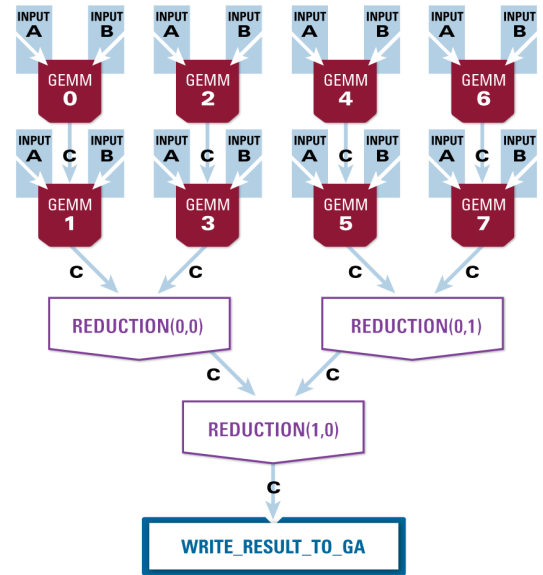 INPUT INPUT INPUT INPUT INPUT INPUT INPUT INPUT
A B A B A B A B
GEMM GEMM GEMM GEMM
0 2 4 6
INPUT INPUT INPUT INPUT INPUT INPUT INPUT INPUT
A C B A C B A C B A C B
GEMM GEMM GEMM GEMM
1 3 5 7
C C C C
REDUCTION(0,0) REDUCTION(0,1)
C C
REDUCTION(1,0)
C
WRITE_RESULT_TO_GA